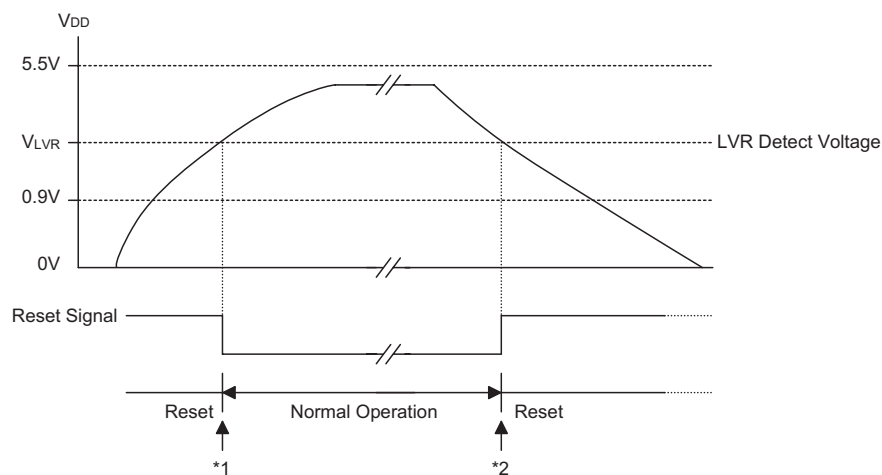 VDD
5.5V
VLVR
LVR Detect Voltage
0.9V
0V
Reset Signal
Reset
Normal Operation
Reset
*1
*2